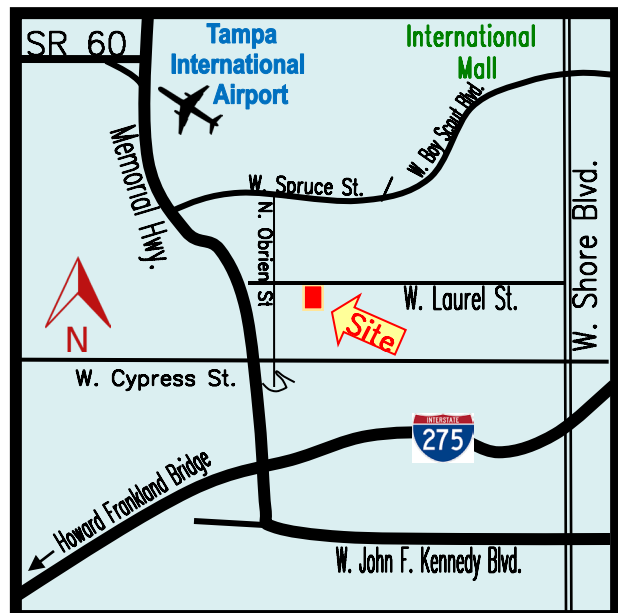 SR 60
Tampa
International
Airport
International
Mall
Memorial Hwy.
W. Boy Scout Blvd.
W. Spruce St.
N. Obrien St
W. Shore Blvd.
W. Laurel St.
Site
N
W. Cypress St.
INTERSTATE
275
Howard Frankland Bridge
W. John F. Kennedy Blvd.